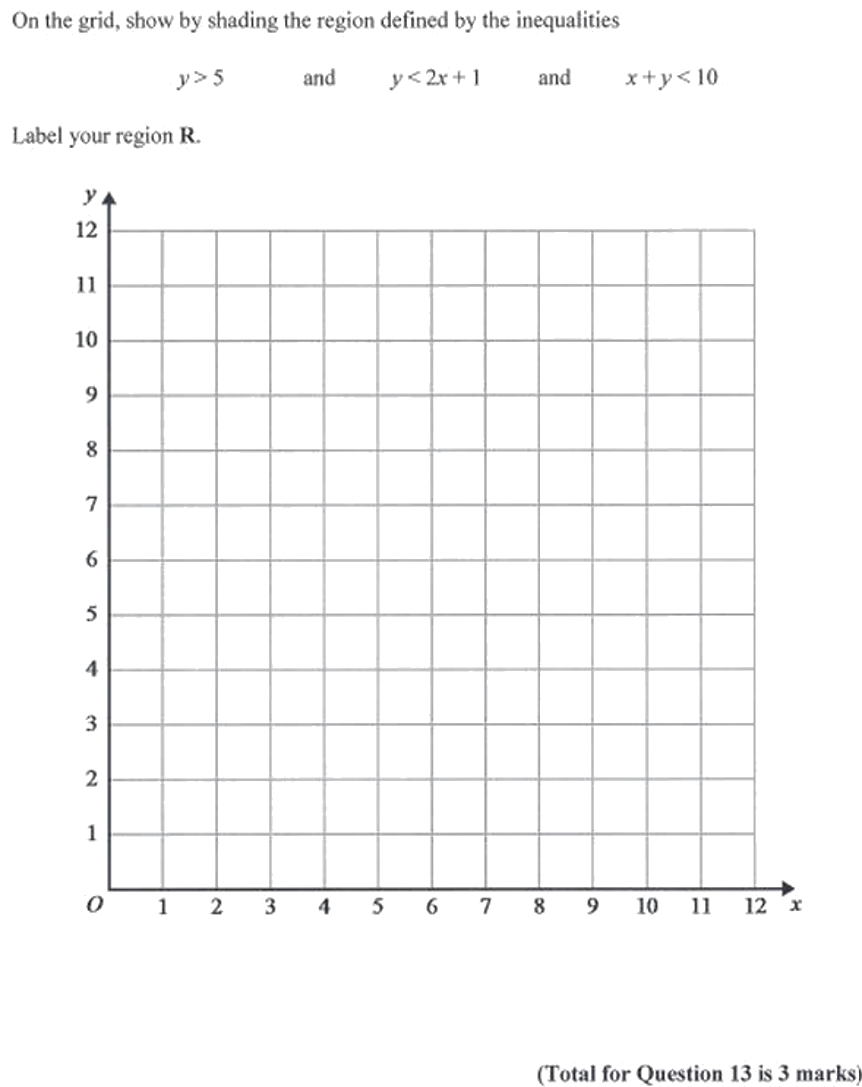 On the grid, show by shading the region defined by the inequalities
y > 5 and y < 2x + 1 and x + y < 10
Label your region R.
y
12
11
10
9
8
7
6
5
4
3
2
1
O 1 2 3 4 5 6 7 8 9 10 11 12 x
(Total for Question 13 is 3 marks)